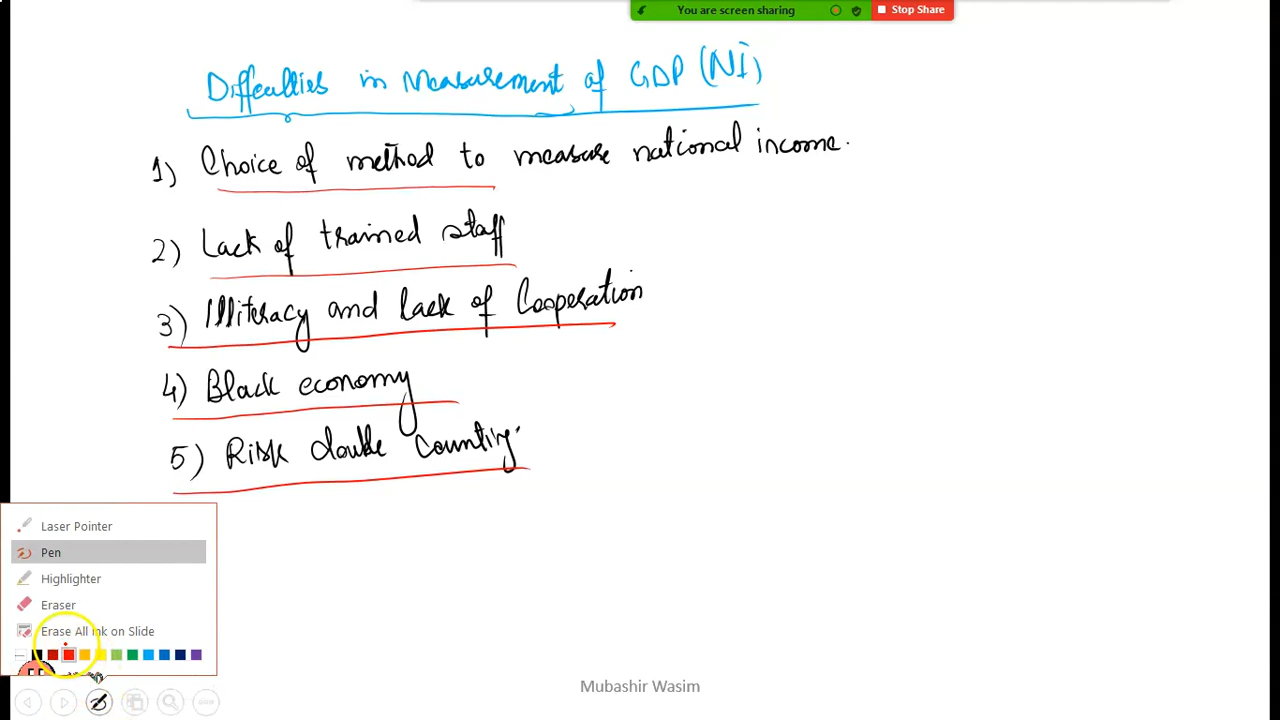 You are screen sharing
Stop Share
Difficulties in Measurement of GDP (NI)
1) Choice of method to measure national income.
2) Lack of trained staff
3) Illiteracy and lack of Cooperation
4) Black economy
5) Risk double Counting.
Laser Pointer
Pen
Highlighter
Eraser
Erase All Ink on Slide
Mubashir Wasim